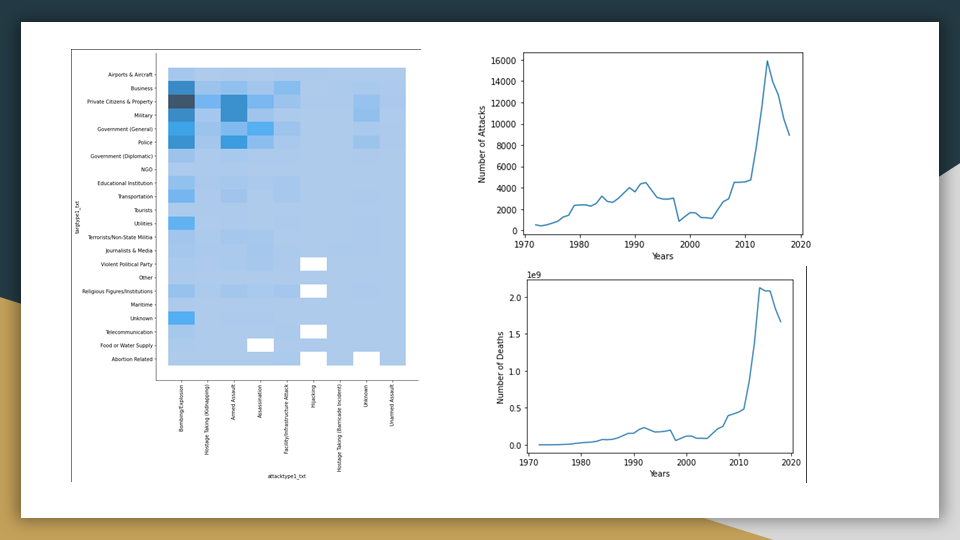 Airports & Aircraft
Business
Private Citizens & Property
Military
Government (General)
Police
Government (Diplomatic)
NGO
Educational Institution
Transportation
Tourists
Utilities
Terrorists/Non-State Militia
Journalists & Media
Violent Political Party
Other
Religious Figures/Institutions
Maritime
Unknown
Telecommunication
Food or Water Supply
Abortion Related
targtype1_txt
Bombing/Explosion
Hostage Taking (Kidnapping)
Armed Assault
Assassination
Facility/Infrastructure Attack
Hijacking
Hostage Taking (Barricade Incident)
Unknown
Unarmed Assault
attacktype1_txt
16000
14000
12000
10000
8000
6000
4000
2000
0
Number of Attacks
1970 1980 1990 2000 2010 2020
Years
1e9
2.0
1.5
1.0
0.5
0.0
Number of Deaths
1970 1980 1990 2000 2010 2020
Years